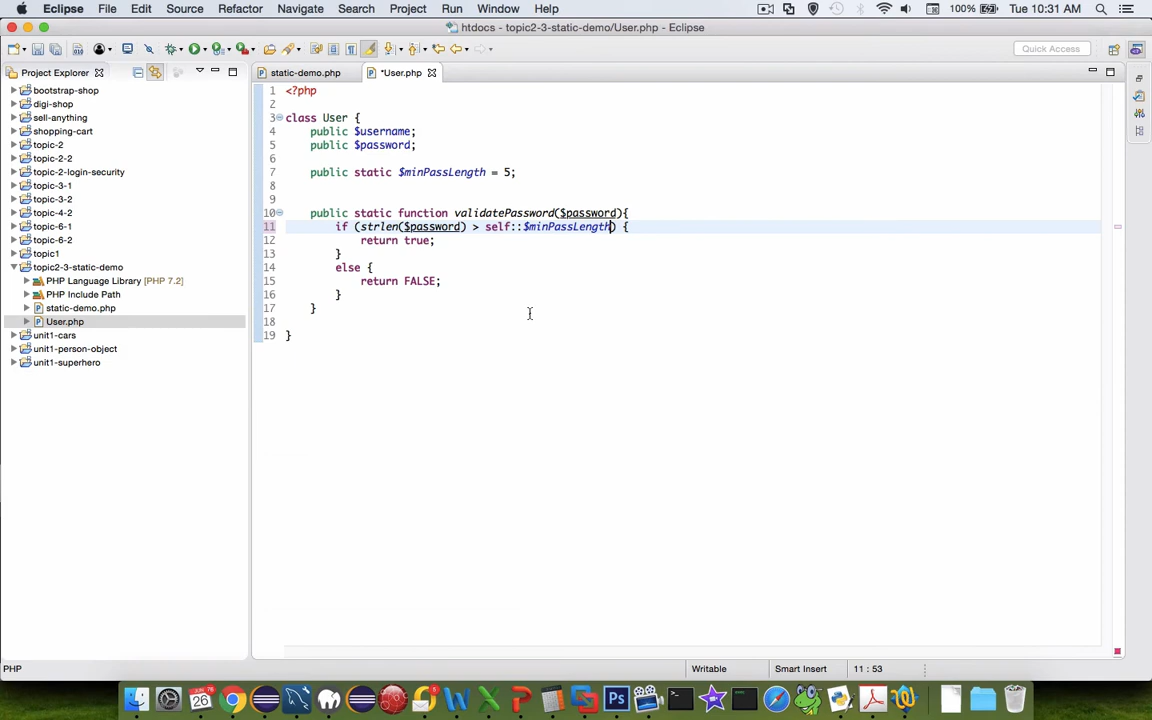 Eclipse File Edit Source Refactor Navigate Search Project Run Window Help 100% Tue 10:31 AM
htdocs - topic2-3-static-demo/User.php - Eclipse
Quick Access
Project Explorer
static-demo.php *User.php
bootstrap-shop
digi-shop
sell-anything
shopping-cart
topic-2
topic-2-2
topic-2-login-security
topic-3-1
topic-3-2
topic-4-2
topic-6-1
topic-6-2
topic1
topic2-3-static-demo
PHP Language Library [PHP 7.2]
PHP Include Path
static-demo.php
User.php
unit1-cars
unit1-person-object
unit1-superhero
1 <?php
2
3 class User {
4 public $username;
5 public $password;
6
7 public static $minPassLength = 5;
8
9
10 public static function validatePassword($password){
11 if (strlen($password) > self::$minPassLength) {
12 return true;
13 }
14 else {
15 return FALSE;
16 }
17 }
18
19 }
PHP Writable Smart Insert 11 : 53